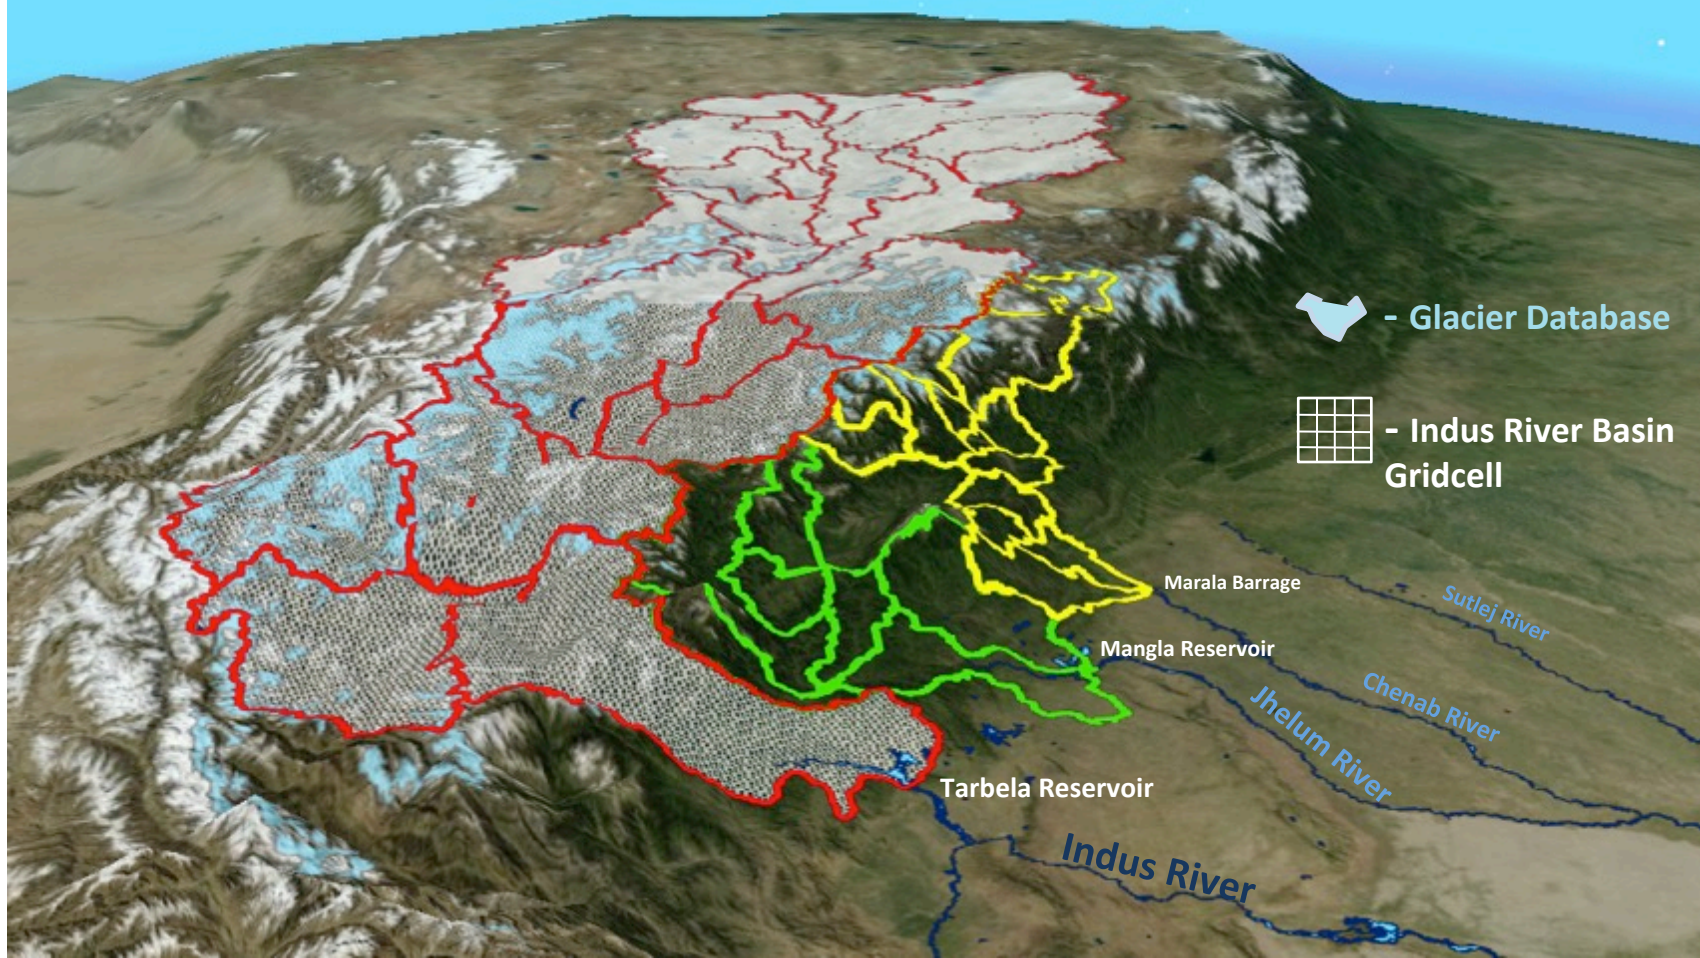 - Glacier Database
- Indus River Basin
Gridcell
Marala Barrage
Sutlej River
Mangla Reservoir
Chenab River
Jhelum River
Tarbela Reservoir
Indus River